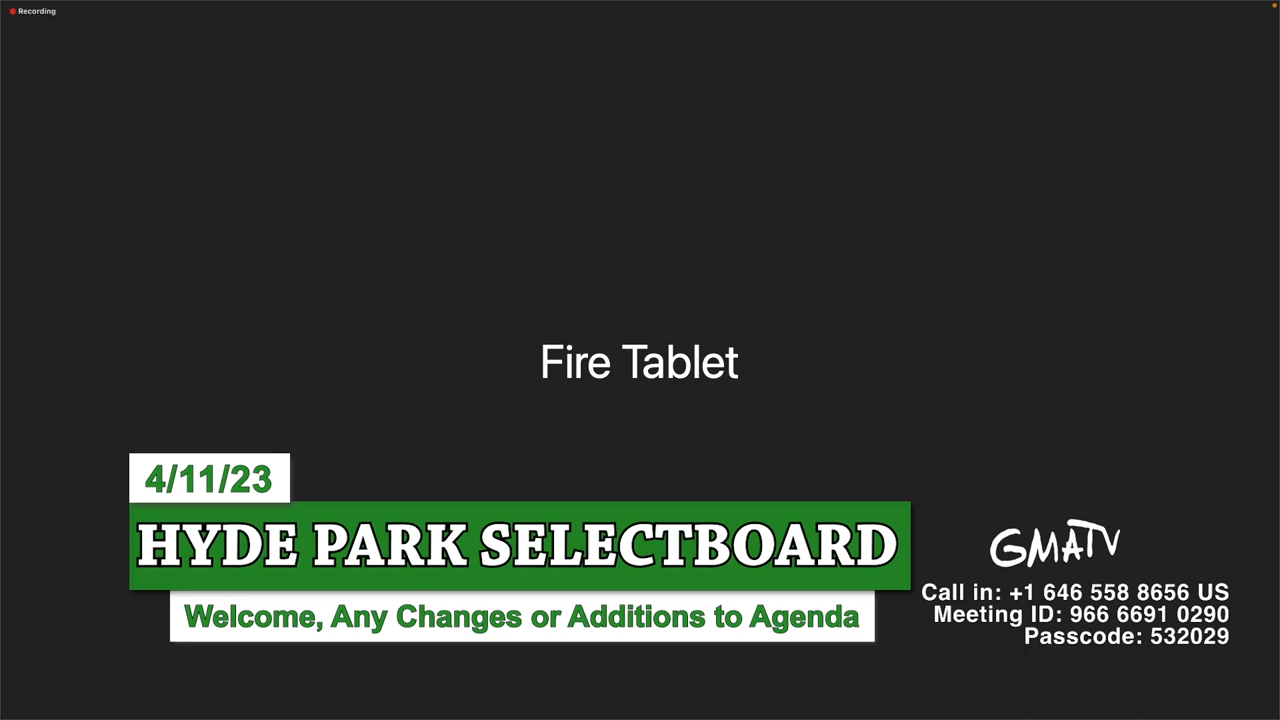 Recording
Fire Tablet
4/11/23
HYDE PARK SELECTBOARD
Welcome, Any Changes or Additions to Agenda
GMATV
Call in: +1 646 558 8656 US
Meeting ID: 966 6691 0290
Passcode: 532029